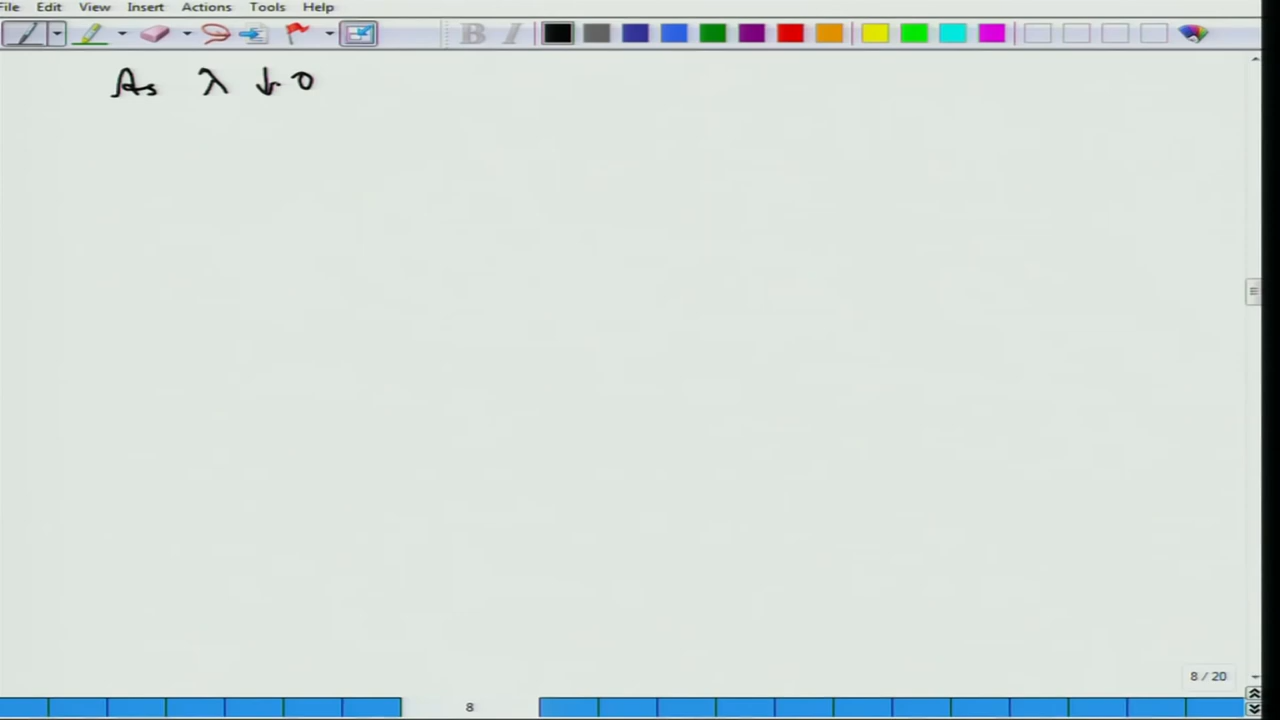 File Edit View Insert Actions Tools Help
B I
As λ ↓ 0
8 / 20
8